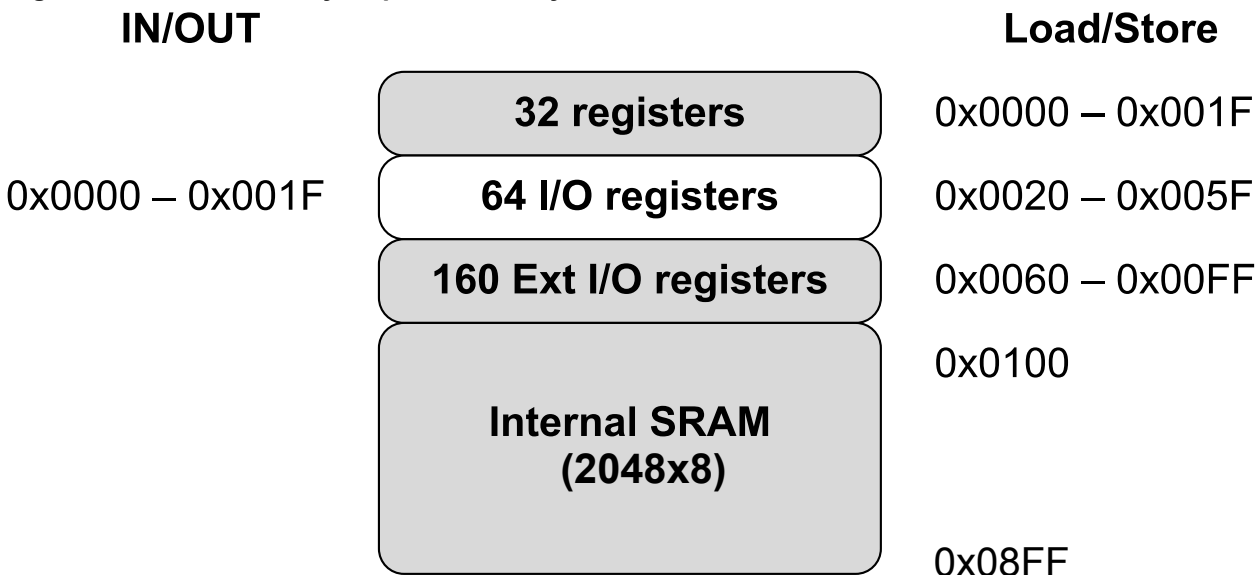 IN/OUT Load/Store
32 registers 0x0000 – 0x001F
0x0000 – 0x001F 64 I/O registers 0x0020 – 0x005F
160 Ext I/O registers 0x0060 – 0x00FF
0x0100
Internal SRAM
(2048x8)
0x08FF